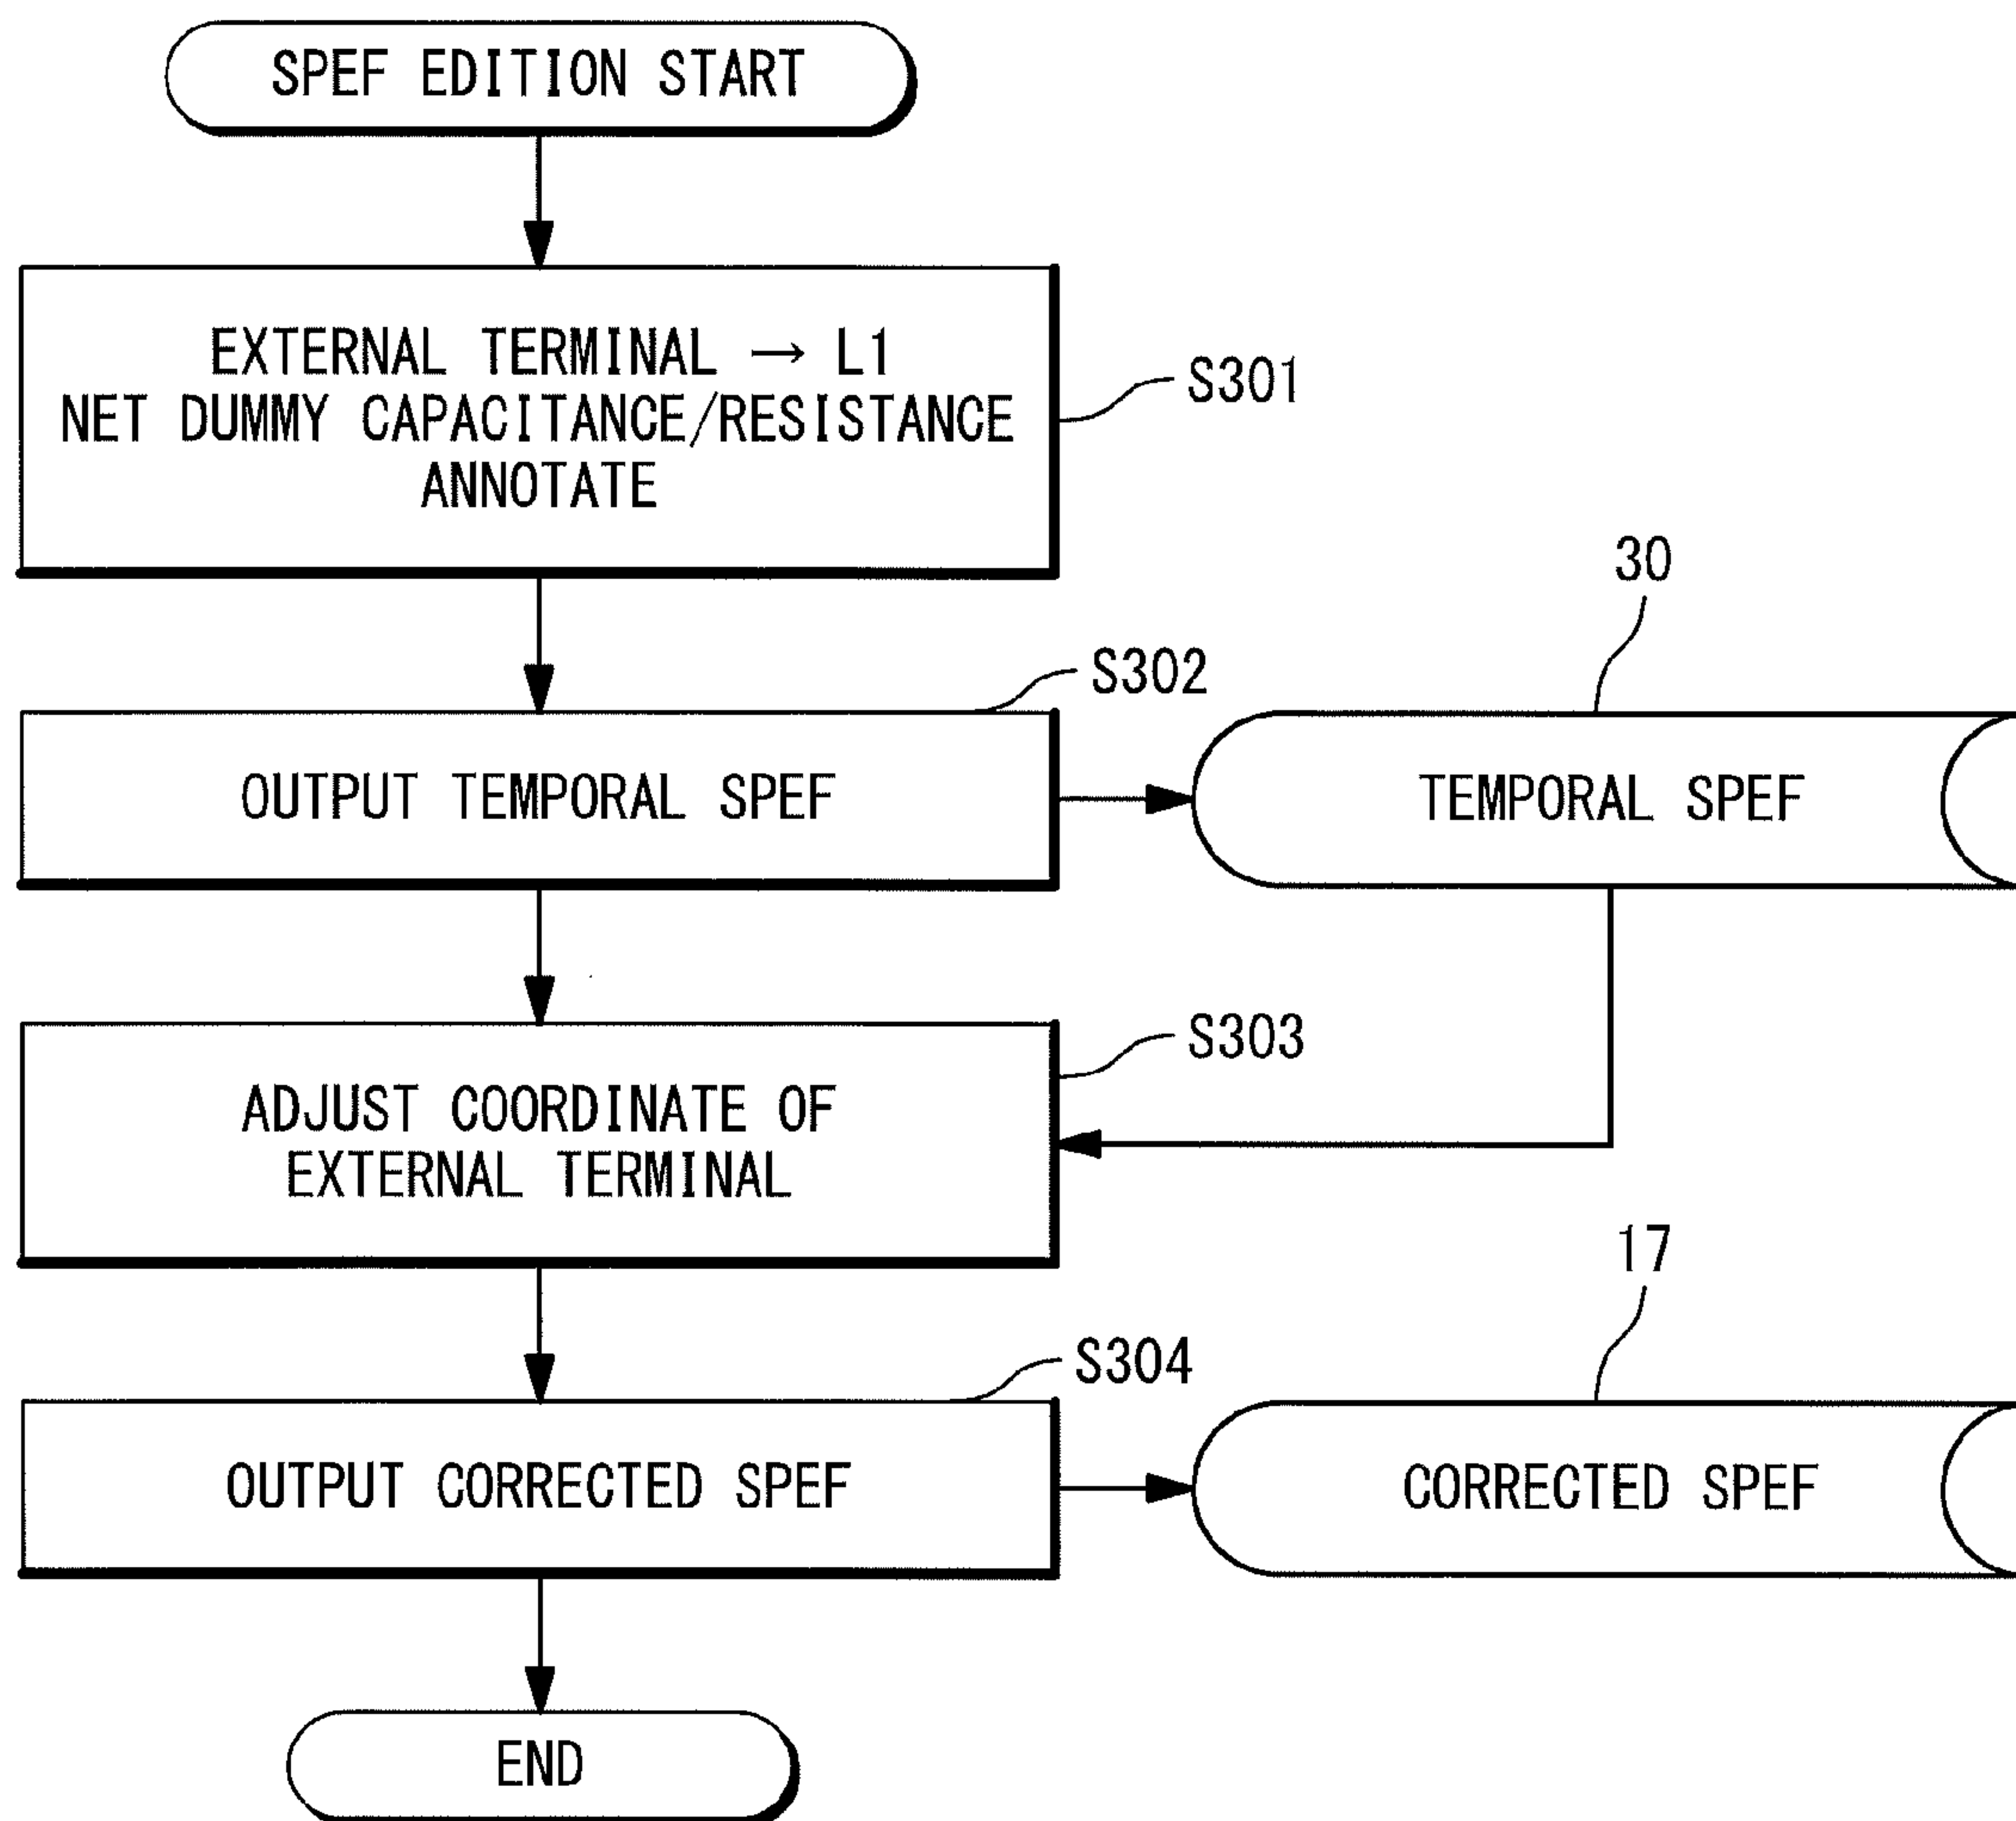 SPEF EDITION START
EXTERNAL TERMINAL → L1
NET DUMMY CAPACITANCE/RESISTANCE
ANNOTATE
S301
30
S302
OUTPUT TEMPORAL SPEF
TEMPORAL SPEF
S303
ADJUST COORDINATE OF
EXTERNAL TERMINAL
17
S304
OUTPUT CORRECTED SPEF
CORRECTED SPEF
END